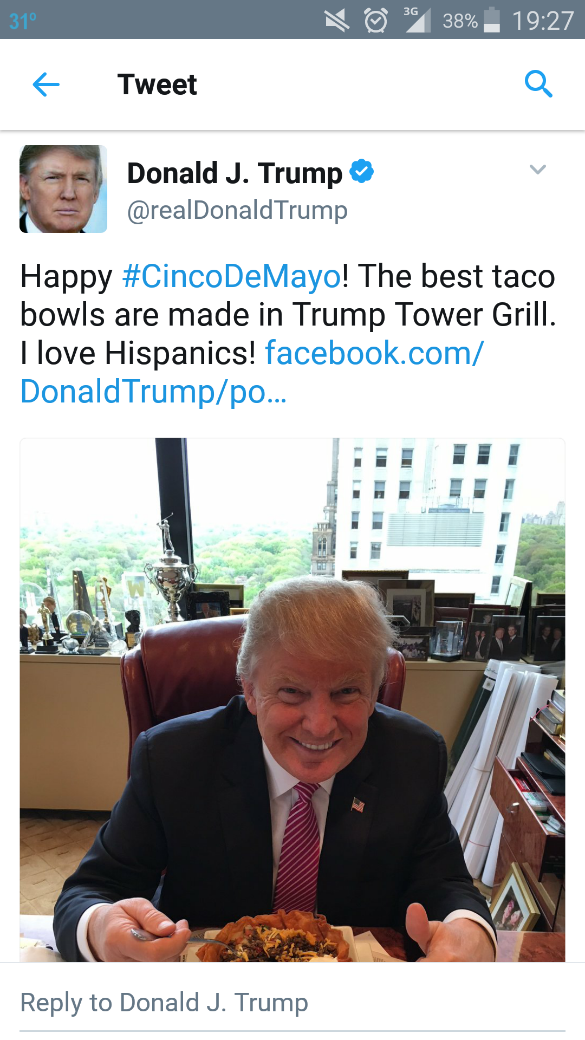 31°
3G
38%
19:27
Tweet
Donald J. Trump
@realDonaldTrump
Happy #CincoDeMayo! The best taco
bowls are made in Trump Tower Grill.
I love Hispanics! facebook.com/
DonaldTrump/po…
Reply to Donald J. Trump